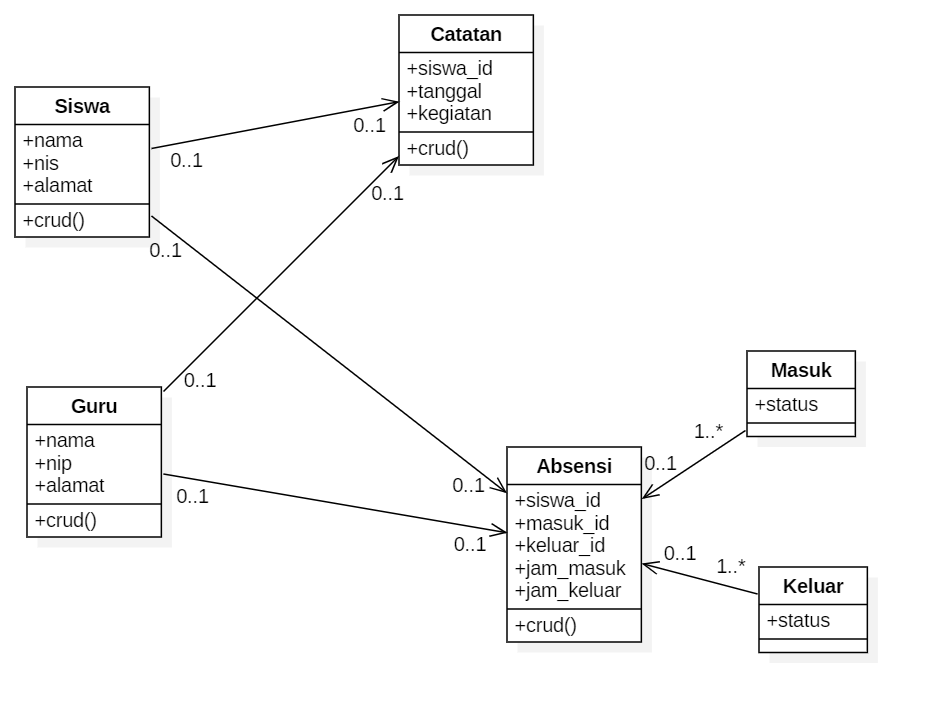 Catatan
+siswa_id
+tanggal
+kegiatan
+crud()
Siswa
+nama
+nis
+alamat
+crud()
0..1
0..1
0..1
0..1
0..1
Guru
+nama
+nip
+alamat
+crud()
0..1
0..1
0..1
Masuk
+status
1..*
0..1
Absensi
+siswa_id
+masuk_id
+keluar_id
+jam_masuk
+jam_keluar
+crud()
0..1
1..*
Keluar
+status